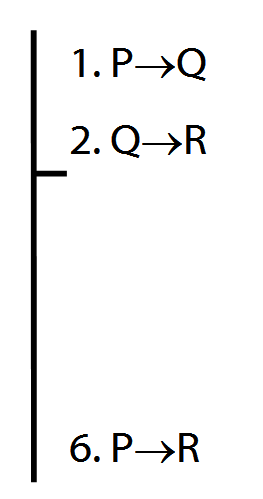 1. P→Q
2. Q→R
6. P→R